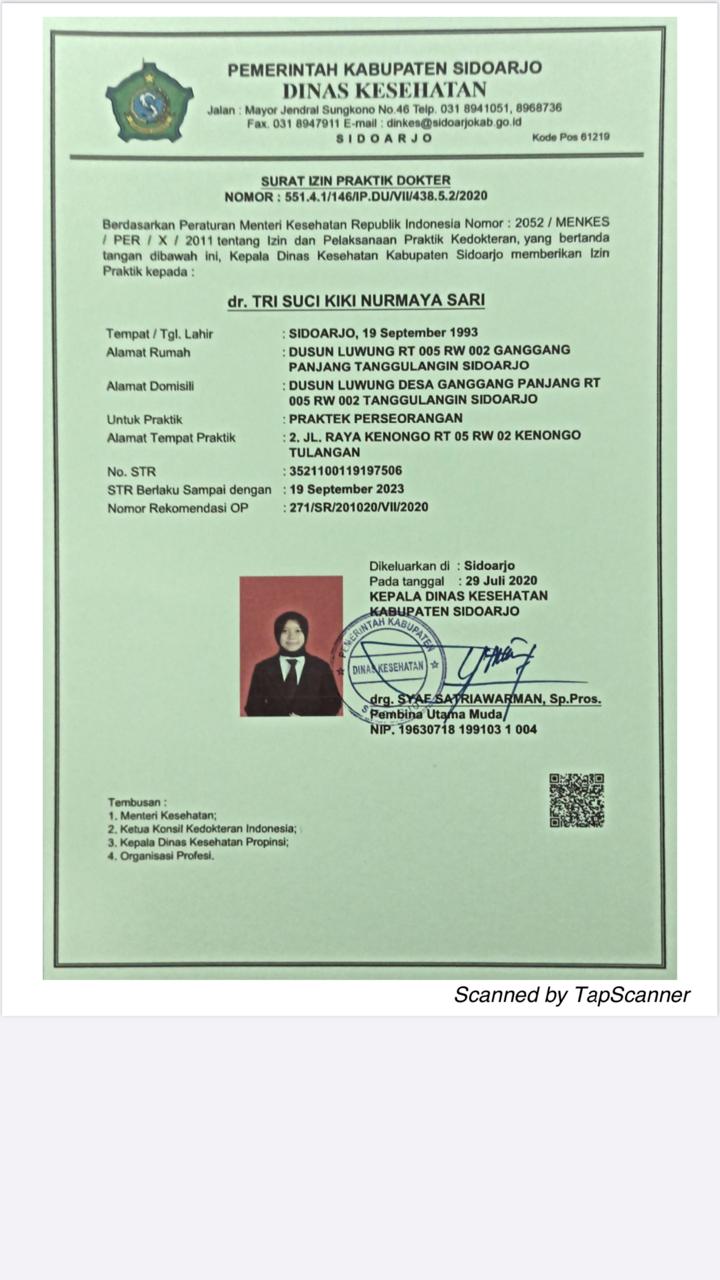 PEMERINTAH KABUPATEN SIDOARJO
DINAS KESEHATAN
Jalan : Mayor Jendral Sungkono No.46 Telp. 031 8941051, 8968736
Fax. 031 8947911 E-mail : dinkes@sidoarjokab.go.id
S I D O A R J O
Kode Pos 61219
SURAT IZIN PRAKTIK DOKTER
NOMOR : 551.4.1/146/IP.DU/VII/438.5.2/2020
Berdasarkan Peraturan Menteri Kesehatan Republik Indonesia Nomor : 2052 / MENKES
/ PER / X / 2011 tentang Izin dan Pelaksanaan Praktik Kedokteran, yang bertanda
tangan dibawah ini, Kepala Dinas Kesehatan Kabupaten Sidoarjo memberikan Izin
Praktik kepada :
dr. TRI SUCI KIKI NURMAYA SARI
Tempat / Tgl. Lahir : SIDOARJO, 19 September 1993
Alamat Rumah : DUSUN LUWUNG RT 005 RW 002 GANGGANG
PANJANG TANGGULANGIN SIDOARJO
Alamat Domisili : DUSUN LUWUNG DESA GANGGANG PANJANG RT
005 RW 002 TANGGULANGIN SIDOARJO
Untuk Praktik : PRAKTEK PERSEORANGAN
Alamat Tempat Praktik : 2. JL. RAYA KENONGO RT 05 RW 02 KENONGO
TULANGAN
No. STR : 3521100119197506
STR Berlaku Sampai dengan : 19 September 2023
Nomor Rekomendasi OP : 271/SR/201020/VII/2020
Dikeluarkan di : Sidoarjo
Pada tanggal : 29 Juli 2020
KEPALA DINAS KESEHATAN
KABUPATEN SIDOARJO
PEMERINTAH KABUPATEN
DINAS KESEHATAN
drg. SYAF SATRIAWARMAN, Sp.Pros.
Pembina Utama Muda
NIP. 19630718 199103 1 004
Tembusan :
1. Menteri Kesehatan;
2. Ketua Konsil Kedokteran Indonesia;
3. Kepala Dinas Kesehatan Propinsi;
4. Organisasi Profesi.
Scanned by TapScanner